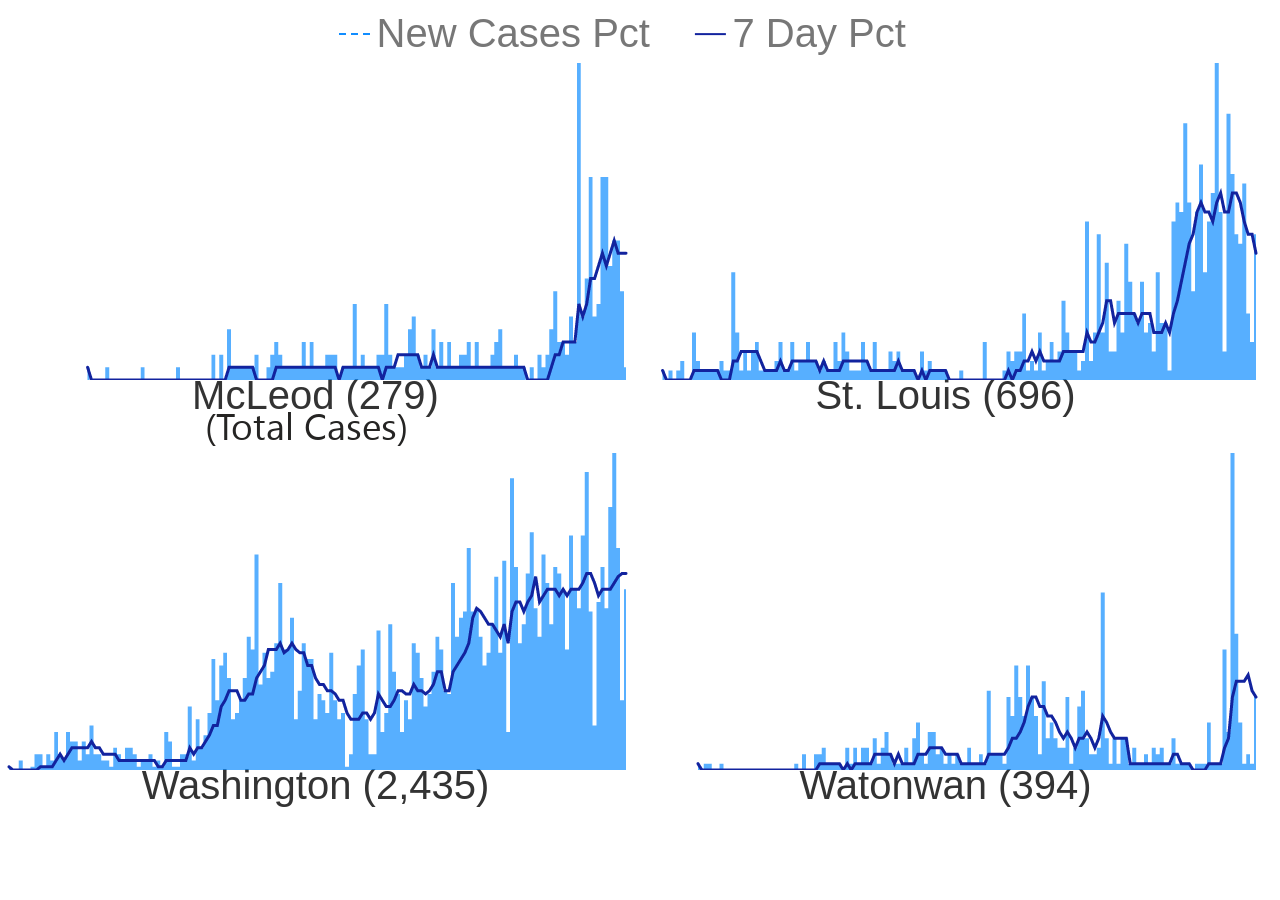 New Cases Pct 7 Day Pct
McLeod (279) St. Louis (696)
(Total Cases)
Washington (2,435) Watonwan (394)